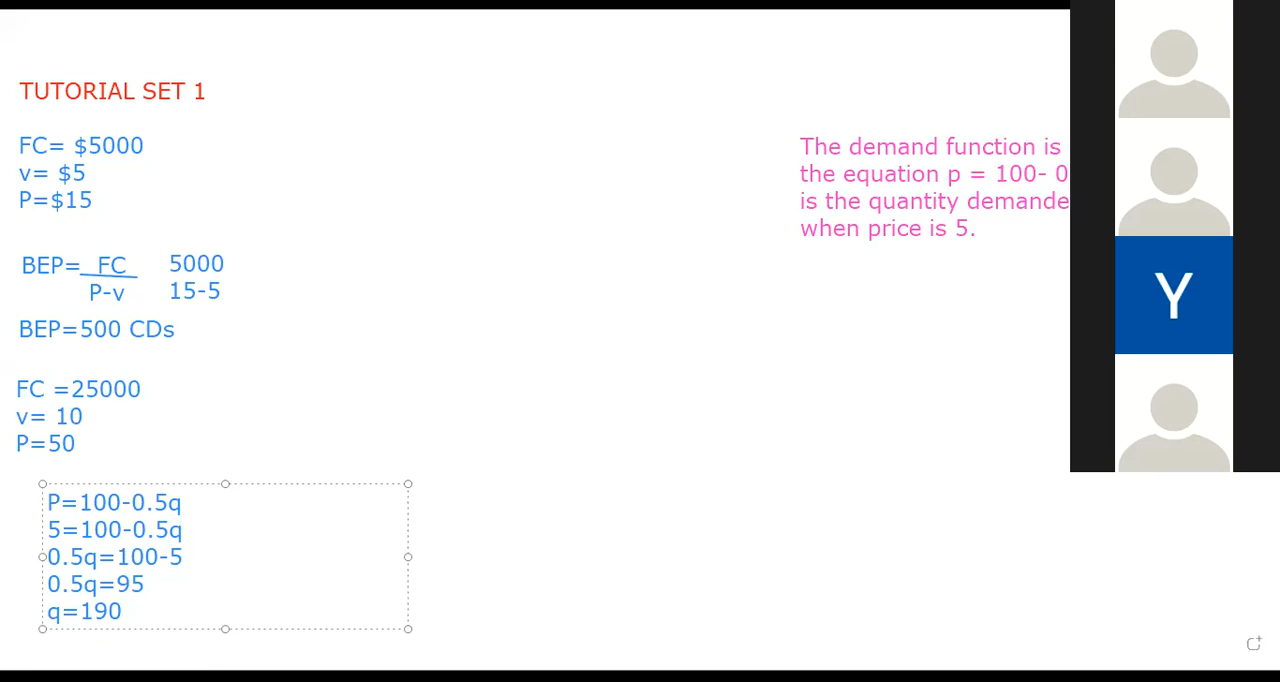 TUTORIAL SET 1
FC= $5000
v= $5
P=$15
BEP= FC 5000
P-v 15-5
BEP=500 CDs
FC =25000
v= 10
P=50
P=100-0.5q
5=100-0.5q
0.5q=100-5
0.5q=95
q=190
The demand function is
the equation p = 100- 0
is the quantity demande
when price is 5.
Y